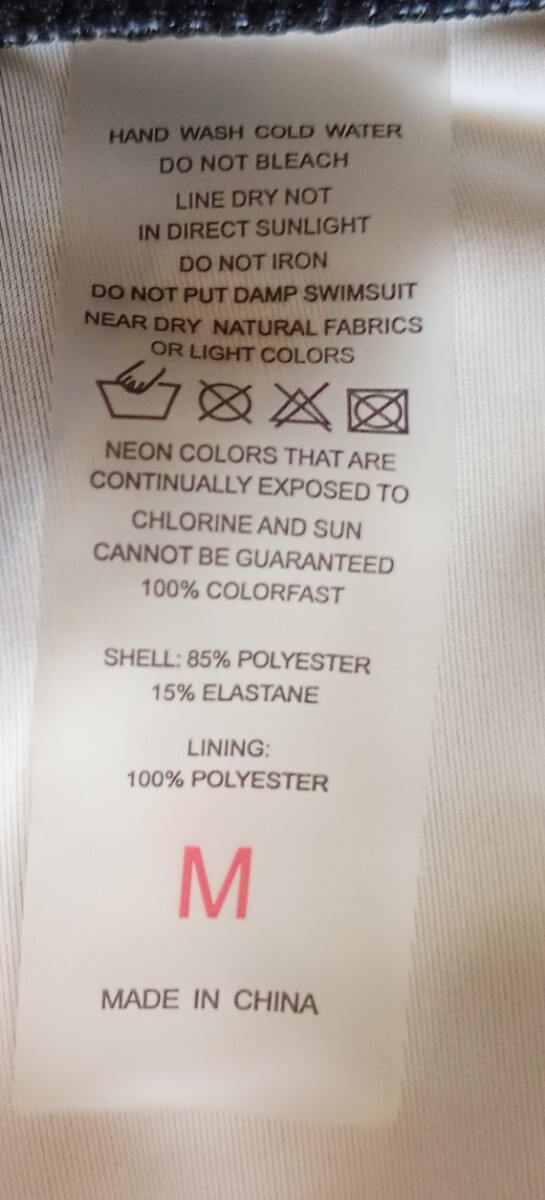 HAND WASH COLD WATER
DO NOT BLEACH
LINE DRY NOT
IN DIRECT SUNLIGHT
DO NOT IRON
DO NOT PUT DAMP SWIMSUIT
NEAR DRY NATURAL FABRICS
OR LIGHT COLORS
NEON COLORS THAT ARE
CONTINUALLY EXPOSED TO
CHLORINE AND SUN
CANNOT BE GUARANTEED
100% COLORFAST
SHELL: 85% POLYESTER
15% ELASTANE
LINING:
100% POLYESTER
M
MADE IN CHINA